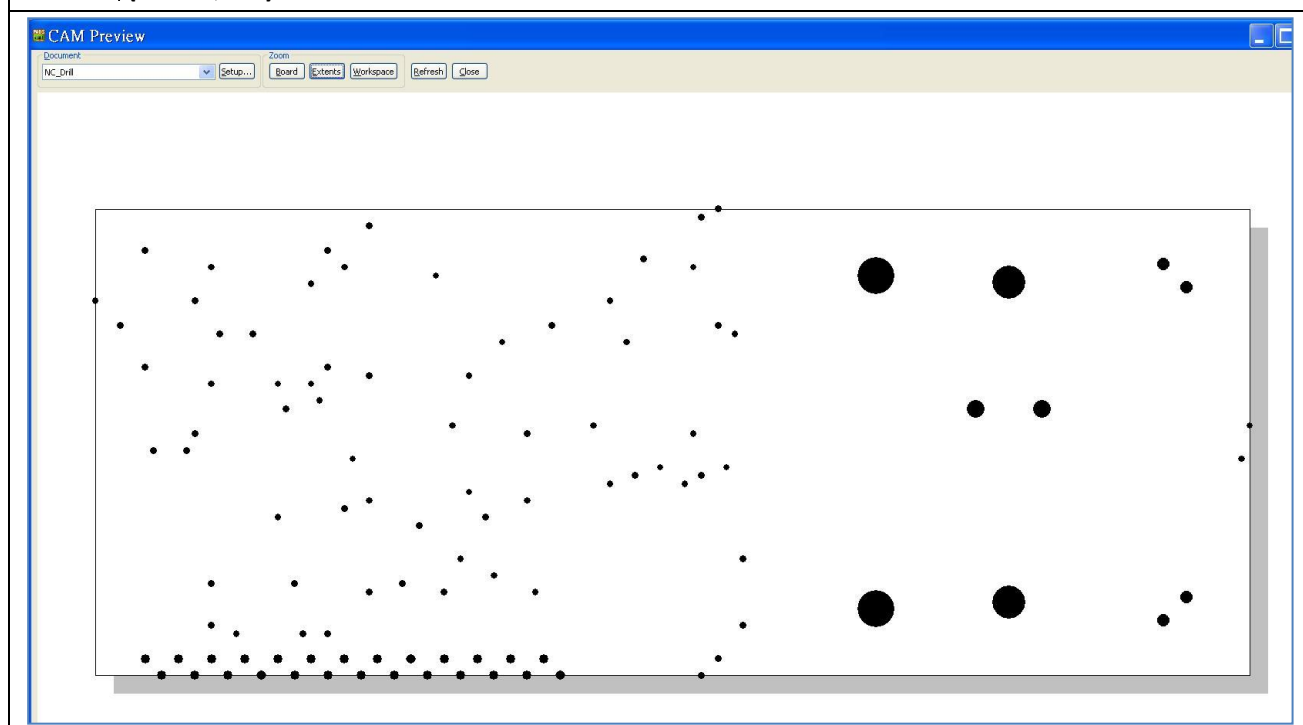 CAM Preview
Document
Zoom
NC_Drill
Setup...
Board
Extents
Workspace
Refresh
Close